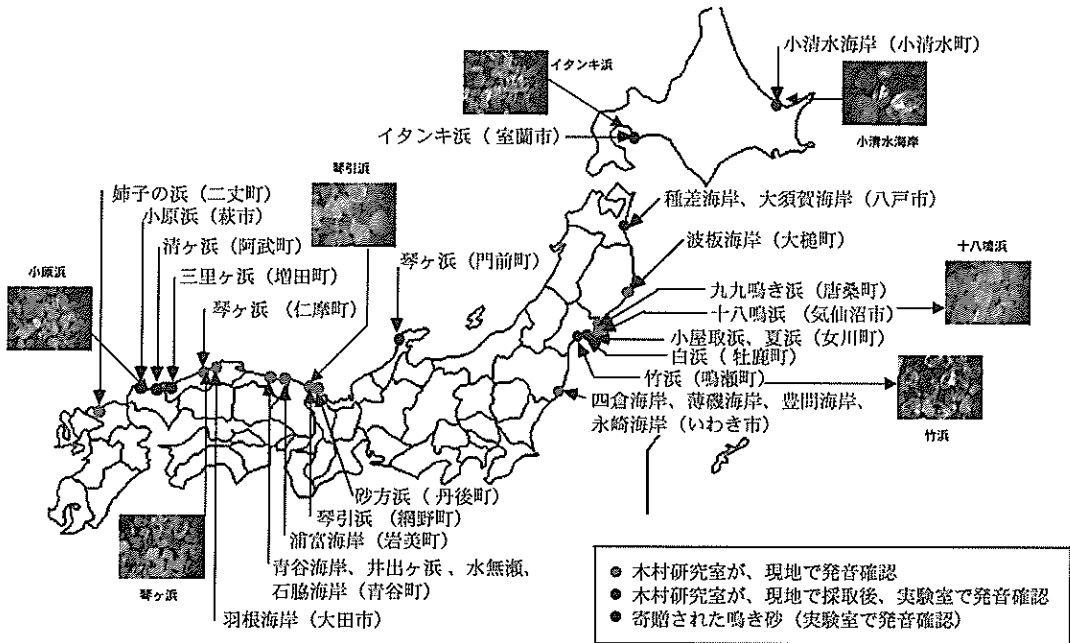 小清水海岸（小清水町）
イタンキ浜
イタンキ浜（室蘭市）
小清水海岸
琴引浜
姉子の浜（二丈町）
小原浜（萩市）
清ヶ浜（阿武町）
三里ヶ浜（増田町）
琴ヶ浜（仁摩町）
琴ヶ浜（門前町）
小原浜
種差海岸、大須賀海岸（八戸市）
波板海岸（大槌町）
十八鳴浜
九九鳴き浜（唐桑町）
十八鳴浜（気仙沼市）
小屋取浜、夏浜（女川町）
白浜（牡鹿町）
竹浜（鳴瀬町）
四倉海岸、薄磯海岸、豊間海岸、
永崎海岸（いわき市）
竹浜
砂方浜（丹後町）
琴引浜（網野町）
浦富海岸（岩美町）
青谷海岸、井出ヶ浜、水無瀬、
石脇海岸（青谷町）
羽根海岸（大田市）
琴ヶ浜
木村研究室が、現地で発音確認
木村研究室が、現地で採取後、実験室で発音確認
寄贈された鳴き砂（実験室で発音確認）